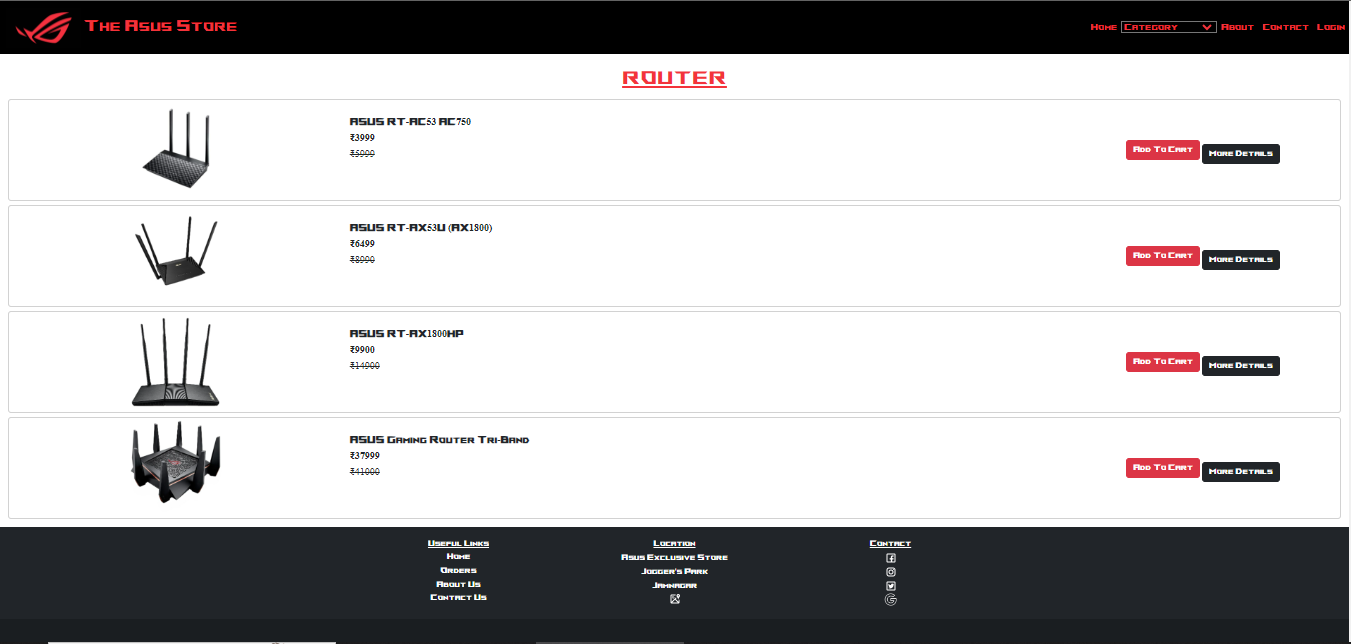 The Asus Store
Home CATEGORY About Contact Login
ROUTER
ASUS RT-AC53 AC750
₹3999
₹5999
Add To Cart More Details
ASUS RT-AX53U (AX1800)
₹6499
₹8990
Add To Cart More Details
ASUS RT-AX1800HP
₹9900
₹14900
Add To Cart More Details
ASUS Gaming Router Tri-Band
₹37999
₹41000
Add To Cart More Details
Useful Links
Home
Orders
About Us
Contact Us
Location
Asus Exclusive Store
Jogger's Park
Jamnagar
Contact